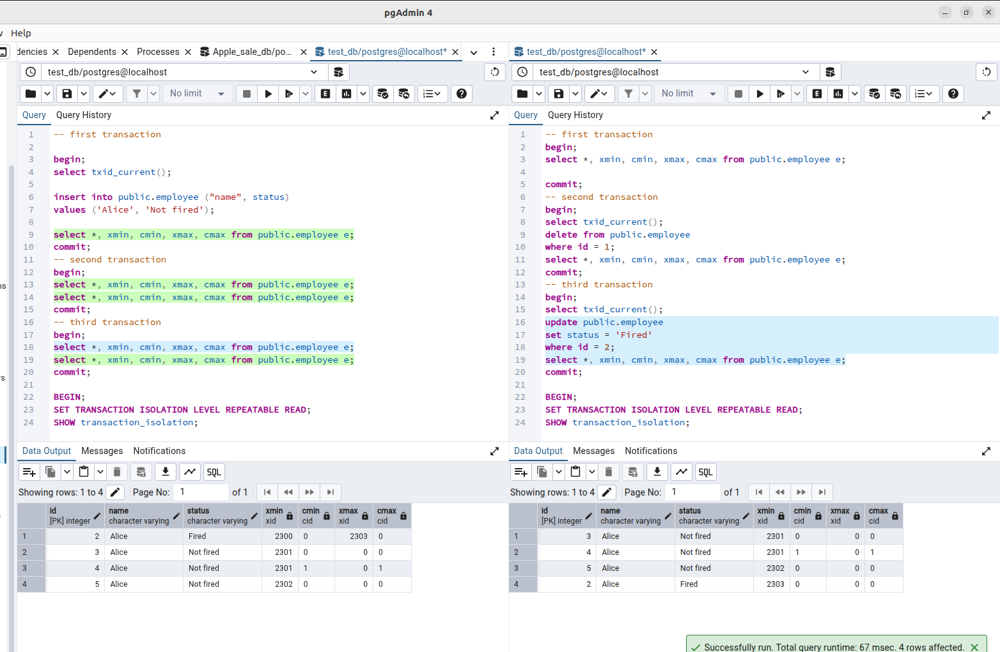 pgAdmin 4
Help
dencies
Dependents
Processes
Apple_sale_db/po...
test_db/postgres@localhost*
test_db/postgres@localhost*
test_db/postgres@localhost
test_db/postgres@localhost
No limit
E
No limit
E
Query
Query History
1 -- first transaction
2
3 begin;
4 select txid_current();
5
6 insert into public.employee ("name", status)
7 values ('Alice', 'Not fired');
8
9 select *, xmin, cmin, xmax, cmax from public.employee e;
10 commit;
11 -- second transaction
12 begin;
13 select *, xmin, cmin, xmax, cmax from public.employee e;
14 select *, xmin, cmin, xmax, cmax from public.employee e;
15 commit;
16 -- third transaction
17 begin;
18 select *, xmin, cmin, xmax, cmax from public.employee e;
19 select *, xmin, cmin, xmax, cmax from public.employee e;
20 commit;
21
22 BEGIN;
23 SET TRANSACTION ISOLATION LEVEL REPEATABLE READ;
24 SHOW transaction_isolation;
Query
Query History
1 -- first transaction
2 begin;
3 select *, xmin, cmin, xmax, cmax from public.employee e;
4
5 commit;
6 -- second transaction
7 begin;
8 select txid_current();
9 delete from public.employee
10 where id = 1;
11 select *, xmin, cmin, xmax, cmax from public.employee e;
12 commit;
13 -- third transaction
14 begin;
15 select txid_current();
16 update public.employee
17 set status = 'Fired'
18 where id = 2;
19 select *, xmin, cmin, xmax, cmax from public.employee e;
20 commit;
21
22 BEGIN;
23 SET TRANSACTION ISOLATION LEVEL REPEATABLE READ;
24 SHOW transaction_isolation;
Data Output Messages Notifications
SQL
Showing rows: 1 to 4 Page No: 1 of 1
id name status xmin cmin xmax cmax
[PK] integer character varying character varying xid cid xid cid
1 2 Alice Fired 2300 0 2303 0
2 3 Alice Not fired 2301 0 0 0
3 4 Alice Not fired 2301 1 0 1
4 5 Alice Not fired 2302 0 0 0
Data Output Messages Notifications
SQL
Showing rows: 1 to 4 Page No: 1 of 1
id name status xmin cmin xmax cmax
[PK] integer character varying character varying xid cid xid cid
1 3 Alice Not fired 2301 0 0 0
2 4 Alice Not fired 2301 1 0 1
3 5 Alice Not fired 2302 0 0 0
4 2 Alice Fired 2303 0 0 0
Successfully run. Total query runtime: 67 msec. 4 rows affected.